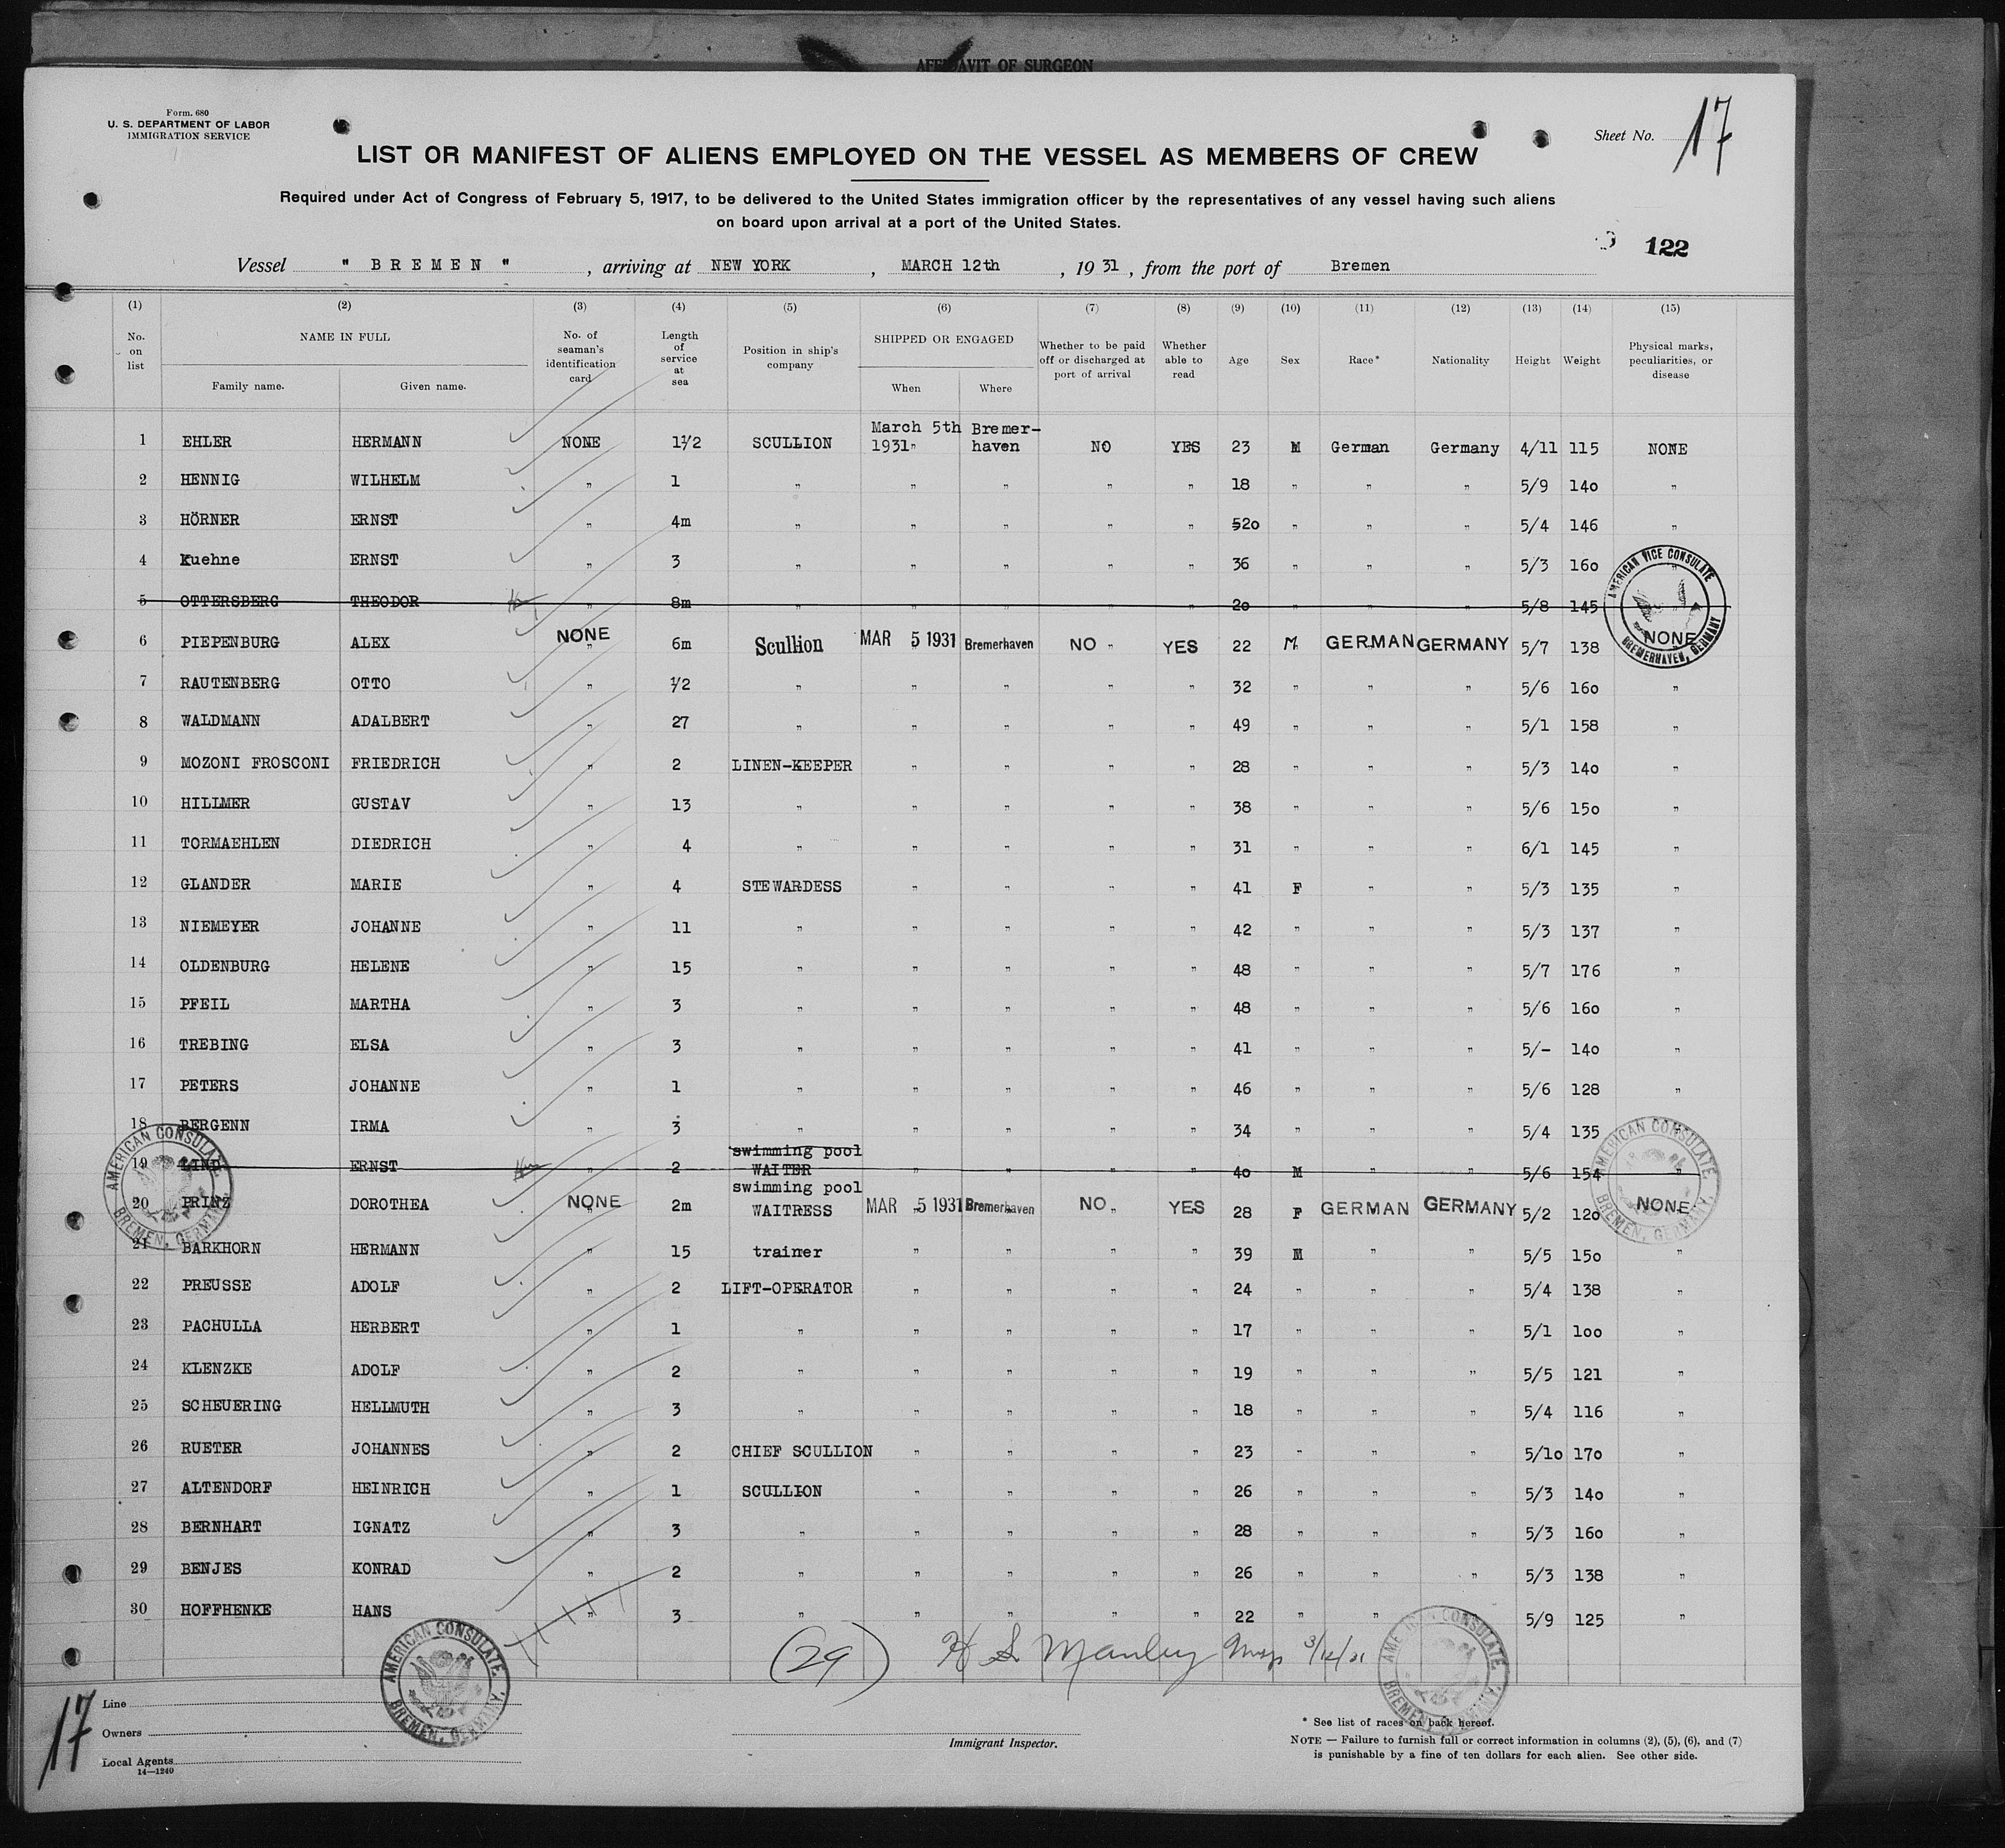 AFFIDAVIT OF SURGEON
Form. 680
U. S. DEPARTMENT OF LABOR
IMMIGRATION SERVICE
Sheet No. 17
LIST OR MANIFEST OF ALIENS EMPLOYED ON THE VESSEL AS MEMBERS OF CREW
Required under Act of Congress of February 5, 1917, to be delivered to the United States immigration officer by the representatives of any vessel having such aliens
on board upon arrival at a port of the United States.
122
Vessel " BREMEN " , arriving at NEW YORK , MARCH 12th , 19 31 , from the port of Bremen
(1) (2) (3) (4) (5) (6) (7) (8) (9) (10) (11) (12) (13) (14) (15)
No. on list NAME IN FULL Family name. Given name. No. of seaman's identification card Length of service at sea Position in ship's company SHIPPED OR ENGAGED When Where Whether to be paid off or discharged at port of arrival Whether able to read Age Sex Race* Nationality Height Weight Physical marks, peculiarities, or disease
1 EHLER HERMANN NONE 1½ SCULLION March 5th 1931 " Bremer-haven NO YES 23 M German Germany 4/11 115 NONE
2 HENNIG WILHELM " 1 " " " " " 18 " " " 5/9 140 "
3 HÖRNER ERNST " 4m " " " " " 520 " " " 5/4 146 "
4 Kuehne ERNST " 3 " " " " " 36 " " " 5/3 160 "
5 OTTERSBERG THEODOR " 8m " " " " " 20 " " " 5/8 145
AMERICAN VICE CONSULATE BREMERHAVEN, GERMANY
6 PIEPENBURG ALEX NONE 6m Scullion MAR 5 1931 Bremerhaven NO " YES 22 M GERMAN GERMANY 5/7 138 NONE
7 RAUTENBERG OTTO " ½ " " " " " 32 " " " 5/6 160 "
8 WALDMANN ADALBERT " 27 " " " " " 49 " " " 5/1 158 "
9 MOZONI FROSCONI FRIEDRICH " 2 LINEN-KEEPER " " " " 28 " " " 5/3 140 "
10 HILLMER GUSTAV " 13 " " " " " 38 " " " 5/6 150 "
11 TORMAEHLEN DIEDRICH " 4 " " " " " 31 " " " 6/1 145 "
12 GLANDER MARIE " 4 STEWARDESS " " " " 41 F " " 5/3 135 "
13 NIEMEYER JOHANNE " 11 " " " " " 42 " " " 5/3 137 "
14 OLDENBURG HELENE " 15 " " " " " 48 " " " 5/7 176 "
15 PFEIL MARTHA " 3 " " " " " 48 " " " 5/6 160 "
16 TREBING ELSA " 3 " " " " " 41 " " " 5/- 140 "
17 PETERS JOHANNE " 1 " " " " " 46 " " " 5/6 128 "
18 BERGENN IRMA " 3 " " " " " 34 " " " 5/4 135 "
19 LIND ERNST " 2 swimming pool WAITER " " " " 40 M " " 5/6 154 "
AMERICAN CONSULATE BREMEN, GERMANY
AMERICAN CONSULATE BREMEN, GERMANY
20 PRINZ DOROTHEA NONE 2m swimming pool WAITRESS MAR 5 1931 Bremerhaven NO " YES 28 F GERMAN GERMANY 5/2 120 NONE
21 BARKHORN HERMANN " 15 trainer " " " " 39 M " " 5/5 150 "
22 PREUSSE ADOLF " 2 LIFT-OPERATOR " " " " 24 " " " 5/4 138 "
23 PACHULLA HERBERT " 1 " " " " " 17 " " " 5/1 100 "
24 KLENZKE ADOLF " 2 " " " " " 19 " " " 5/5 121 "
25 SCHEUERING HELLMUTH " 3 " " " " " 18 " " " 5/4 116 "
26 RUETER JOHANNES " 2 CHIEF SCULLION " " " " 23 " " " 5/10 170 "
27 ALTENDORF HEINRICH " 1 SCULLION " " " " 26 " " " 5/3 140 "
28 BERNHART IGNATZ " 3 " " " " " 28 " " " 5/3 160 "
29 BENJES KONRAD " 2 " " " " " 26 " " " 5/3 138 "
30 HOFFHENKE HANS " 3 " " " " " 22 " " " 5/9 125 "
(29) H S Manley
AMERICAN CONSULATE BREMEN, GERMANY
AMERICAN CONSULATE BREMEN, GERMANY
17
Line
Owners
Local Agents
14—1240
Immigrant Inspector.
* See list of races on back hereof.
NOTE — Failure to furnish full or correct information in columns (2), (5), (6), and (7)
is punishable by a fine of ten dollars for each alien. See other side.